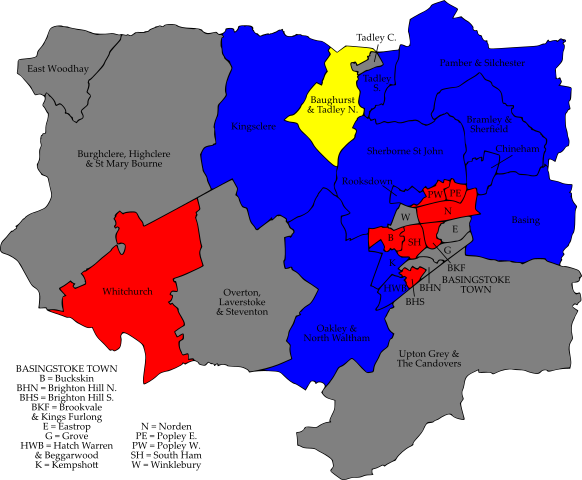 Tadley C.
East Woodhay
Pamber & Silchester
Tadley
S.
Baughurst
& Tadley N.
Kingsclere
Bramley &
Sherfield
Burghclere, Highclere
& St Mary Bourne
Sherborne St John
Chineham
Rooksdown
PW
PE
N
W
Basing
E
B
SH
G
K
BKF
Whitchurch
HWB
BHN
BASINGSTOKE
TOWN
Overton,
Laverstoke
& Steventon
BHS
Oakley &
North Waltham
Upton Grey &
The Candovers
BASINGSTOKE TOWN
B = Buckskin
BHN = Brighton Hill N.
BHS = Brighton Hill S.
BKF = Brookvale
& Kings Furlong
E = Eastrop
G = Grove
HWB = Hatch Warren
& Beggarwood
K = Kempshott
N = Norden
PE = Popley E.
PW = Popley W.
SH = South Ham
W = Winklebury